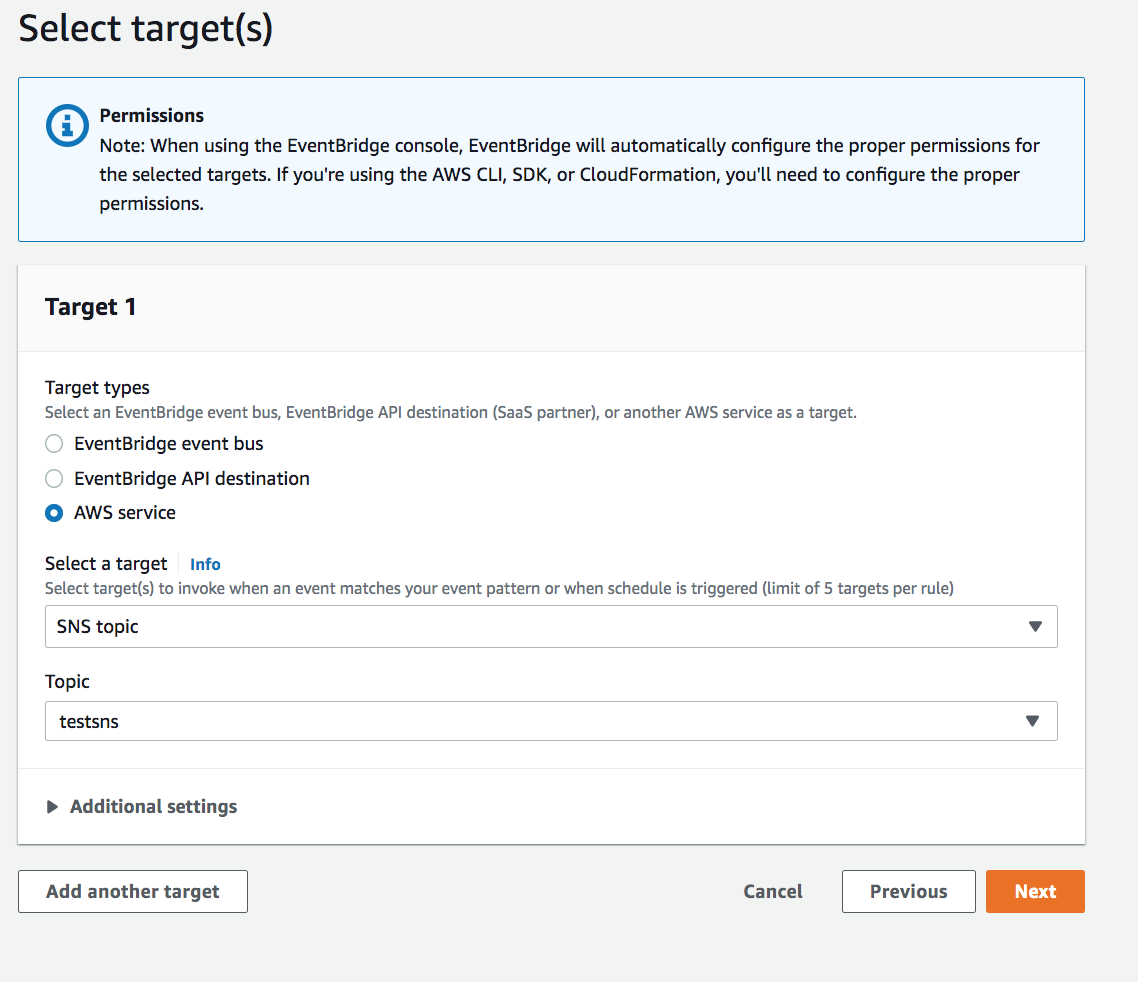 Select target(s)
Permissions
Note: When using the EventBridge console, EventBridge will automatically configure the proper permissions for
the selected targets. If you're using the AWS CLI, SDK, or CloudFormation, you'll need to configure the proper
permissions.
Target 1
Target types
Select an EventBridge event bus, EventBridge API destination (SaaS partner), or another AWS service as a target.
EventBridge event bus
EventBridge API destination
AWS service
Select a target Info
Select target(s) to invoke when an event matches your event pattern or when schedule is triggered (limit of 5 targets per rule)
SNS topic
Topic
testsns
Additional settings
Add another target Cancel Previous Next